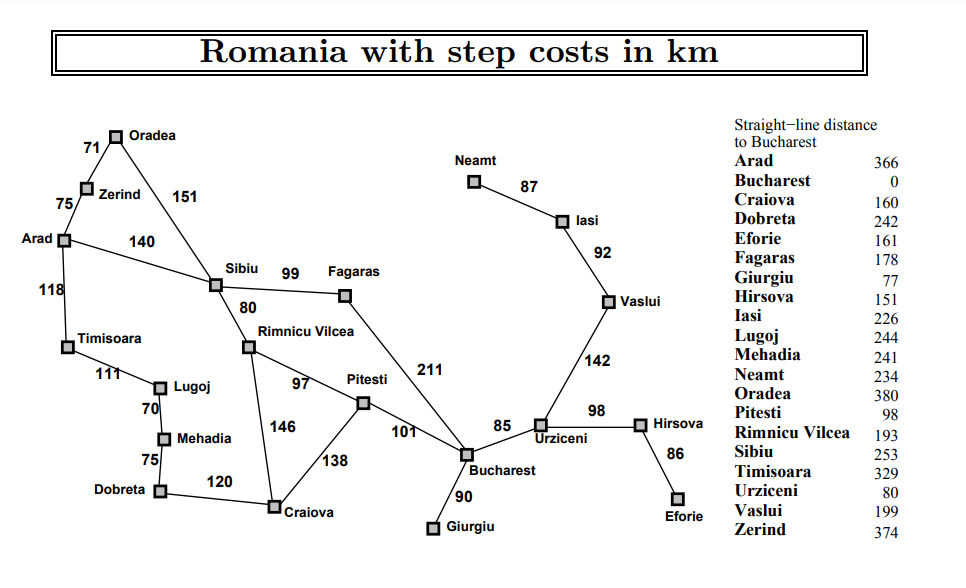 Romania with step costs in km
Oradea
71
Neamt
87
Zerind
151
75
Iasi
Arad
140
92
Sibiu
99
Fagaras
118
80
Vaslui
Timisoara
Rimnicu Vilcea
142
111
97
Pitesti
211
Lugoj
70
98
146
101
85
Hirsova
Mehadia
Urziceni
75
138
86
Bucharest
120
Dobreta
90
Craiova
Eforie
Giurgiu
Straight−line distance
to Bucharest
Arad 366
Bucharest 0
Craiova 160
Dobreta 242
Eforie 161
Fagaras 178
Giurgiu 77
Hirsova 151
Iasi 226
Lugoj 244
Mehadia 241
Neamt 234
Oradea 380
Pitesti 98
Rimnicu Vilcea 193
Sibiu 253
Timisoara 329
Urziceni 80
Vaslui 199
Zerind 374